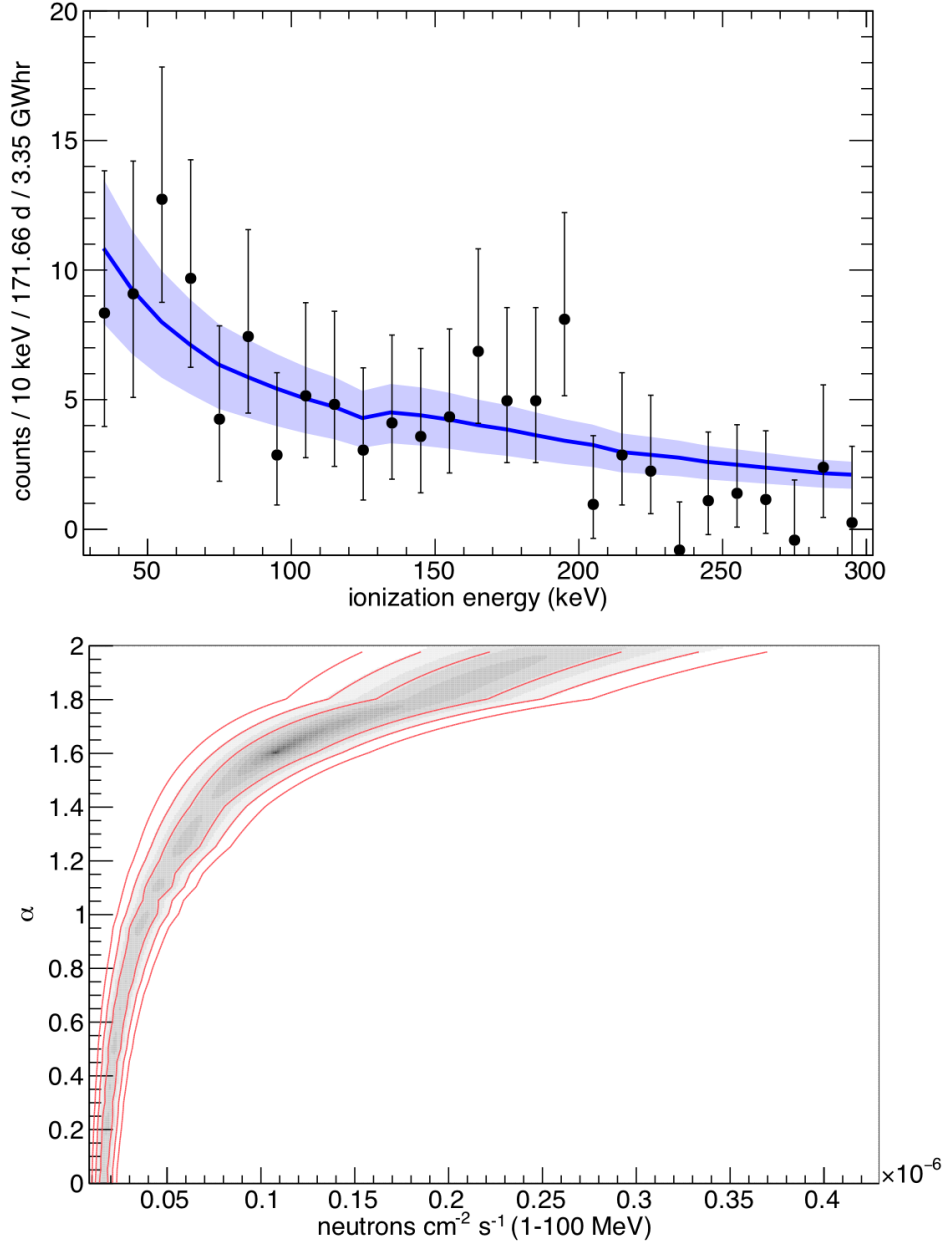 20
15
10
5
0
counts / 10 keV / 171.66 d / 3.35 GWhr
50 100 150 200 250 300
ionization energy (keV)
2
1.8
1.6
1.4
1.2
1
0.8
0.6
0.4
0.2
0
α
0.05 0.1 0.15 0.2 0.25 0.3 0.35 0.4
×10⁻⁶
neutrons cm⁻² s⁻¹ (1-100 MeV)